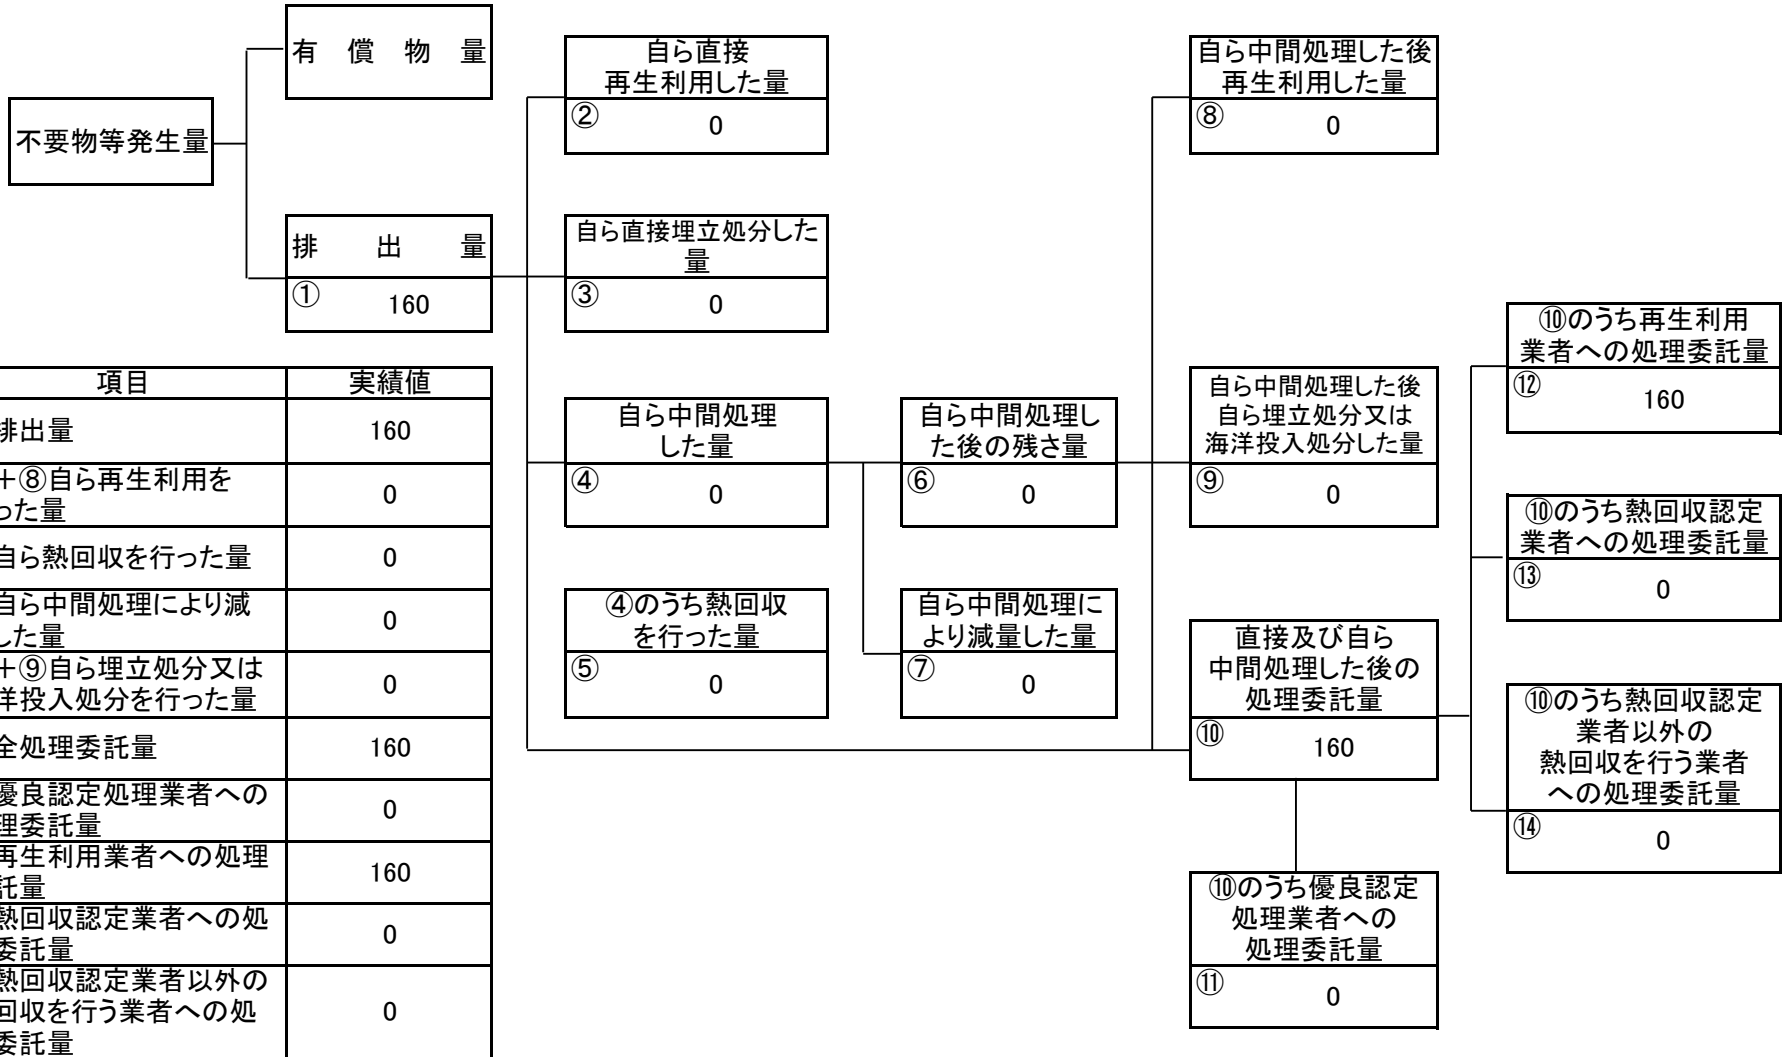 有 償 物 量
不要物等発生量
排 出 量
① 160
自ら直接
再生利用した量
② 0
自ら直接埋立処分した
量
③ 0
自ら中間処理
した量
④ 0
④のうち熱回収
を行った量
⑤ 0
自ら中間処理し
た後の残さ量
⑥ 0
自ら中間処理に
より減量した量
⑦ 0
自ら中間処理した後
再生利用した量
⑧ 0
自ら中間処理した後
自ら埋立処分又は
海洋投入処分した量
⑨ 0
直接及び自ら
中間処理した後の
処理委託量
⑩ 160
⑩のうち優良認定
処理業者への
処理委託量
⑪ 0
⑩のうち再生利用
業者への処理委託量
⑫ 160
⑩のうち熱回収認定
業者への処理委託量
⑬ 0
⑩のうち熱回収認定
業者以外の
熱回収を行う業者
への処理委託量
⑭ 0
項目 実績値
排出量 160
+⑧自ら再生利用を
った量 0
自ら熱回収を行った量 0
自ら中間処理により減
した量 0
+⑨自ら埋立処分又は
洋投入処分を行った量 0
全処理委託量 160
優良認定処理業者への
理委託量 0
再生利用業者への処理
託量 160
熱回収認定業者への処
委託量 0
熱回収認定業者以外の
回収を行う業者への処
委託量 0